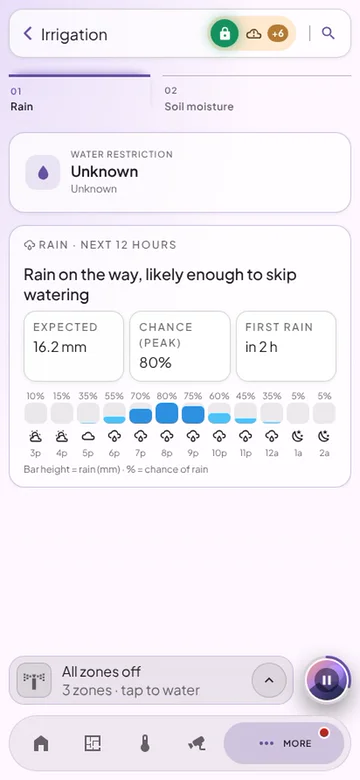 Irrigation
+6
01
Rain
02
Soil moisture
WATER RESTRICTION
Unknown
Unknown
RAIN · NEXT 12 HOURS
Rain on the way, likely enough to skip
watering
EXPECTED
16.2 mm
CHANCE
(PEAK)
80%
FIRST RAIN
in 2 h
10% 15% 35% 55% 70% 80% 75% 60% 45% 35% 5% 5%
3p 4p 5p 6p 7p 8p 9p 10p 11p 12a 1a 2a
Bar height = rain (mm) · % = chance of rain
All zones off
3 zones · tap to water
MORE